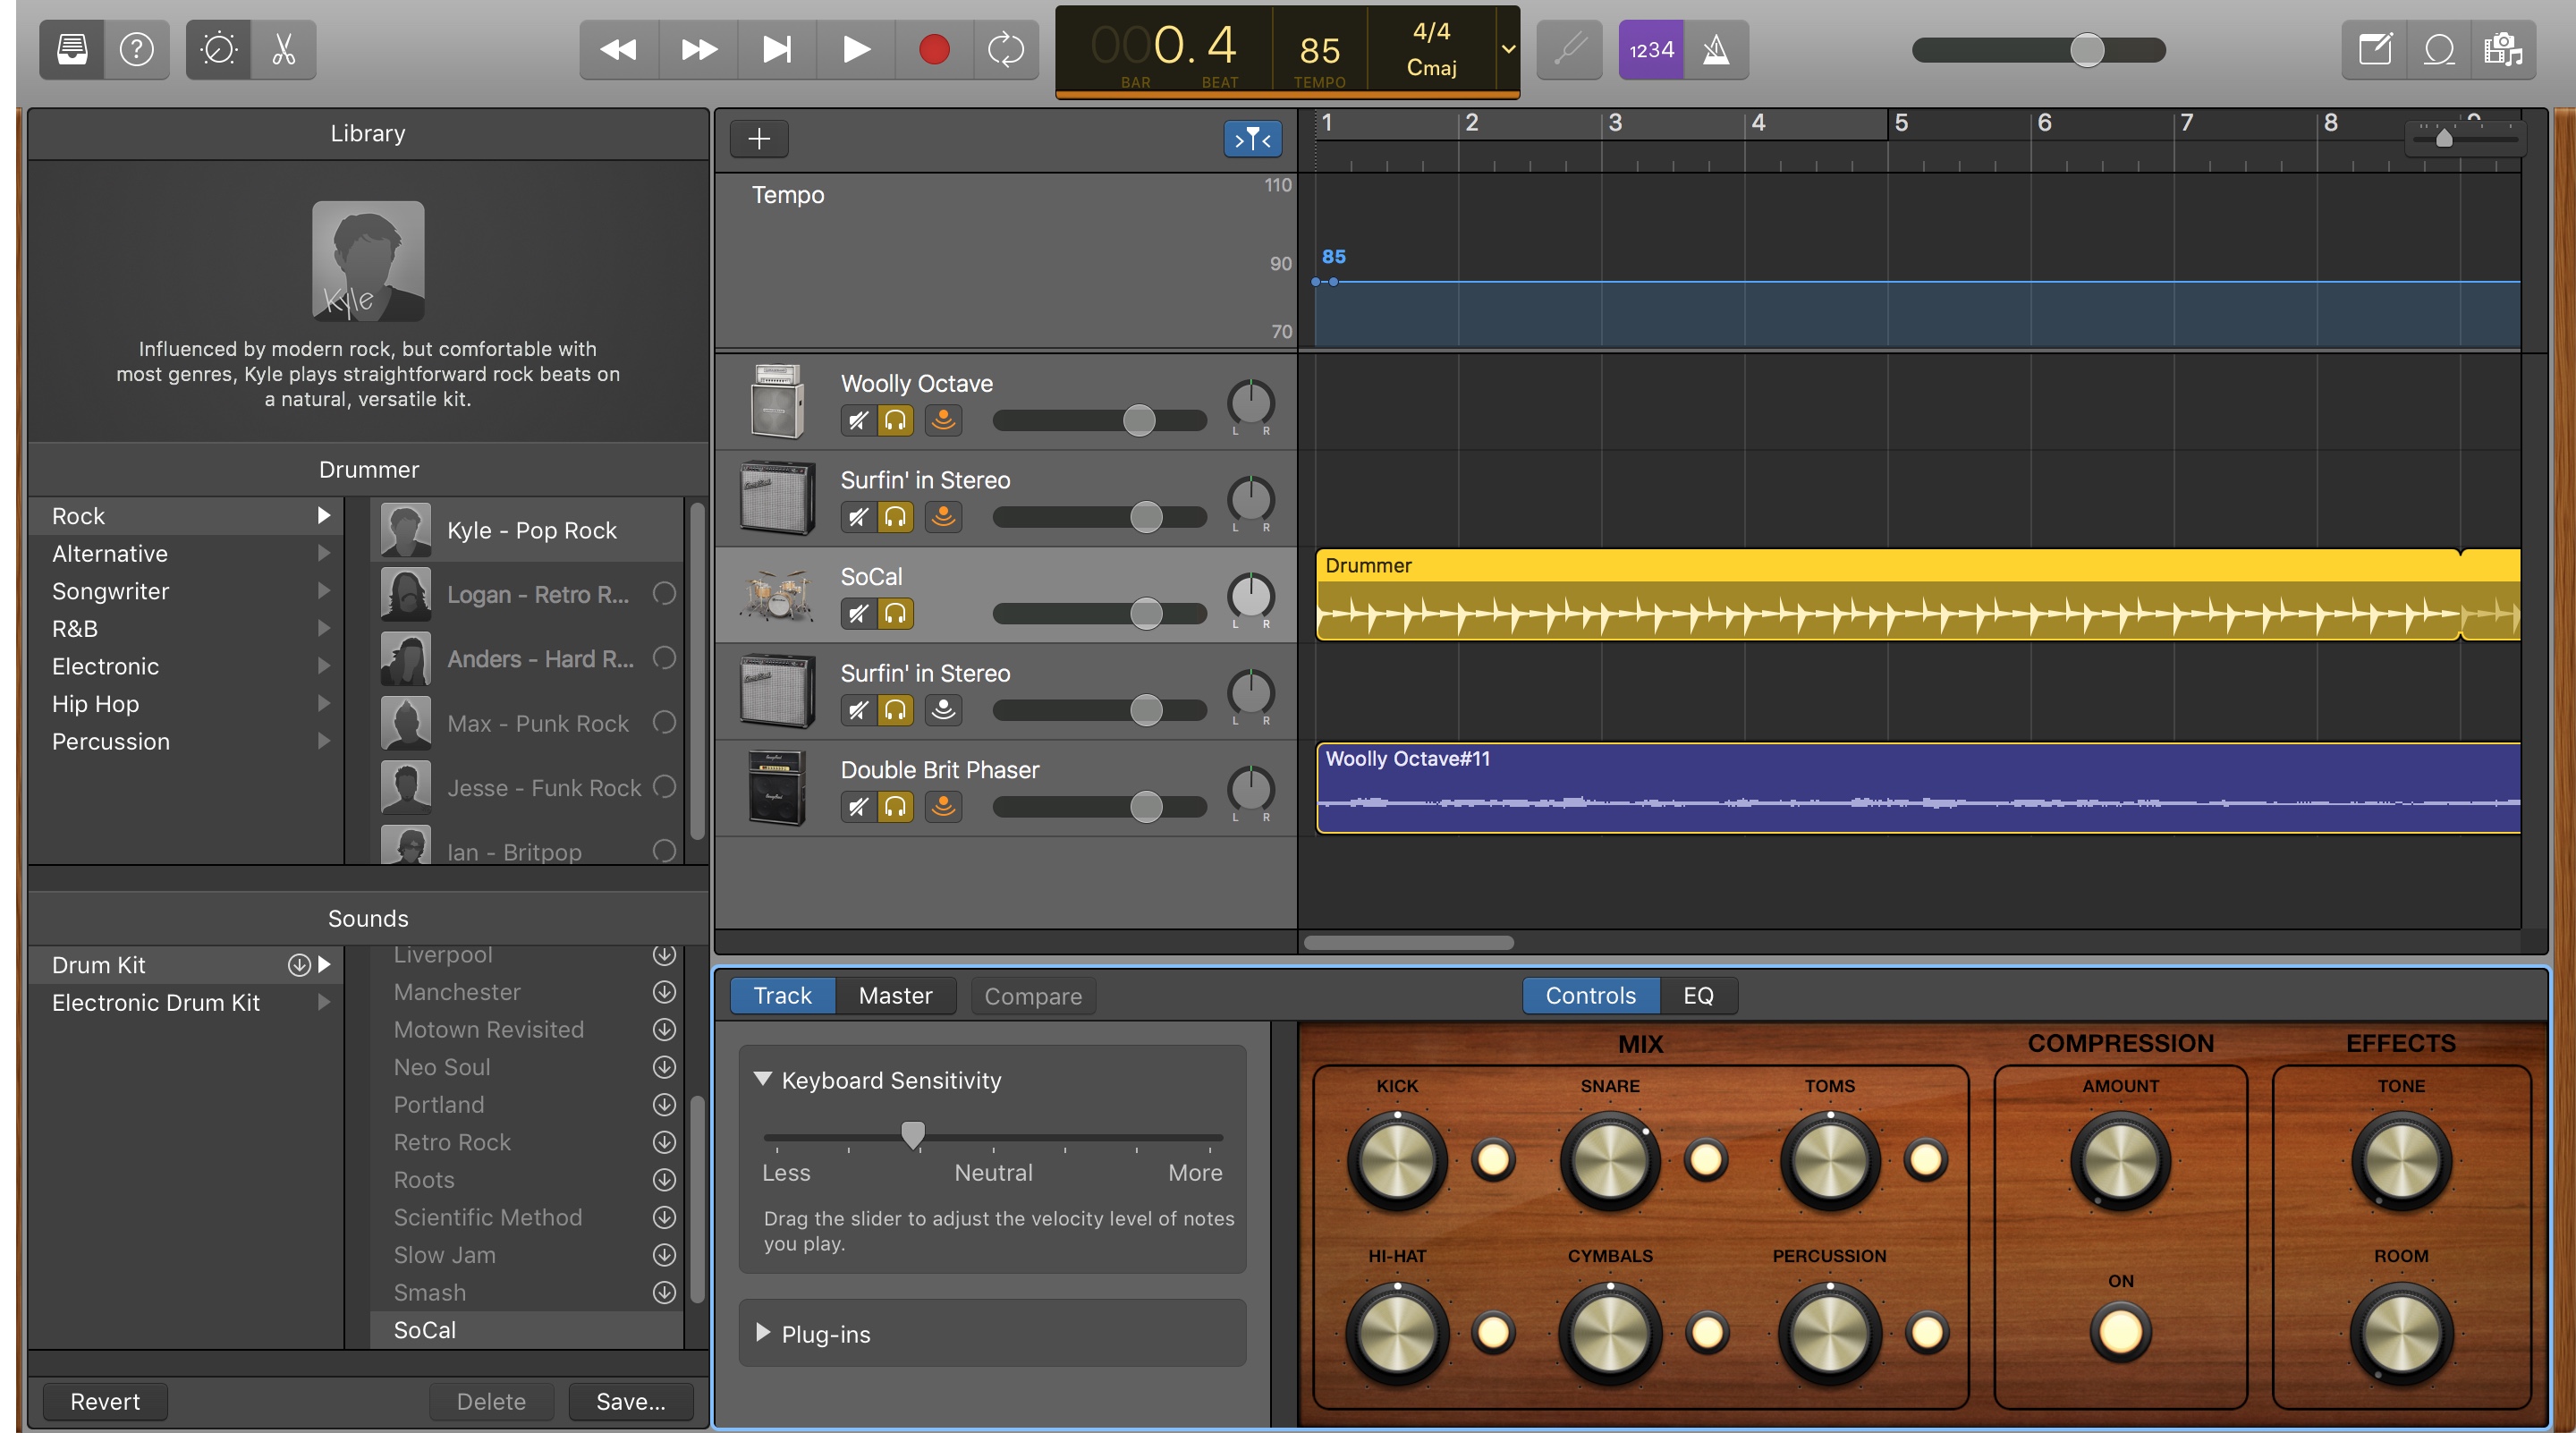 000.4
BAR
BEAT
85
TEMPO
4/4
Cmaj
1234
Library
Kyle
Influenced by modern rock, but comfortable with
most genres, Kyle plays straightforward rock beats on
a natural, versatile kit.
Drummer
Rock
Alternative
Songwriter
R&B
Electronic
Hip Hop
Percussion
Kyle - Pop Rock
Logan - Retro R...
Anders - Hard R...
Max - Punk Rock
Jesse - Funk Rock
Ian - Britpop
Sounds
Drum Kit
Electronic Drum Kit
Liverpool
Manchester
Motown Revisited
Neo Soul
Portland
Retro Rock
Roots
Scientific Method
Slow Jam
Smash
SoCal
Revert
Delete
Save...
1 2 3 4 5 6 7 8
Tempo
110
90
70
85
Woolly Octave
L R
Surfin' in Stereo
L R
SoCal
L R
Surfin' in Stereo
L R
Double Brit Phaser
L R
Drummer
Woolly Octave#11
Track
Master
Compare
Controls
EQ
Keyboard Sensitivity
Less Neutral More
Drag the slider to adjust the velocity level of notes
you play.
Plug-ins
MIX
KICK SNARE TOMS
HI-HAT CYMBALS PERCUSSION
COMPRESSION
AMOUNT
ON
EFFECTS
TONE
ROOM